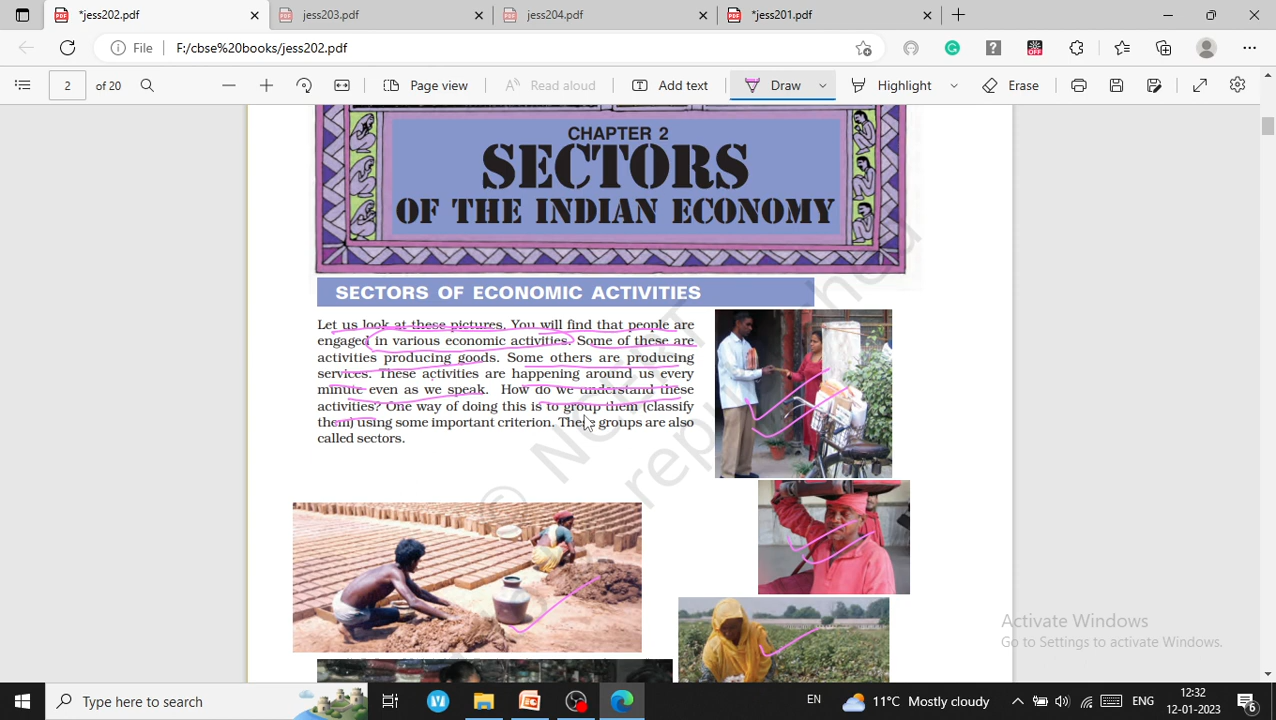 *jess202.pdf
jess203.pdf
jess204.pdf
*jess201.pdf
File F:/cbse%20books/jess202.pdf
2 of 20 Page view Read aloud Add text Draw Highlight Erase
CHAPTER 2
SECTORS
OF THE INDIAN ECONOMY
SECTORS OF ECONOMIC ACTIVITIES
Let us look at these pictures. You will find that people are
engaged in various economic activities. Some of these are
activities producing goods. Some others are producing
services. These activities are happening around us every
minute even as we speak. How do we understand these
activities? One way of doing this is to group them (classify
them) using some important criterion. These groups are also
called sectors.
© NCERT
republished
Activate Windows
Go to Settings to activate Windows.
Type here to search
EN
11°C Mostly cloudy
ENG
12:32
12-01-2023
6